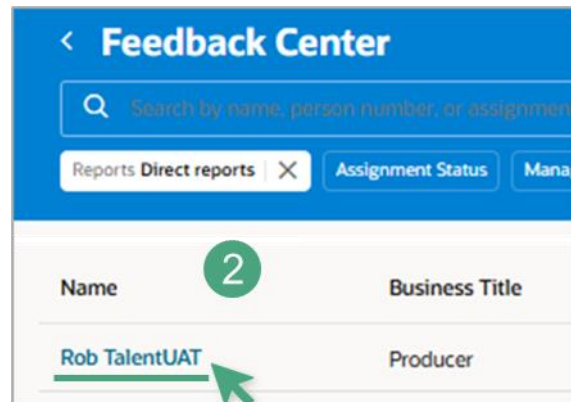 Feedback Center
Search by name, person number, or assignment
Reports Direct reports Assignment Status
2
Name Business Title
Rob TalentUAT Producer